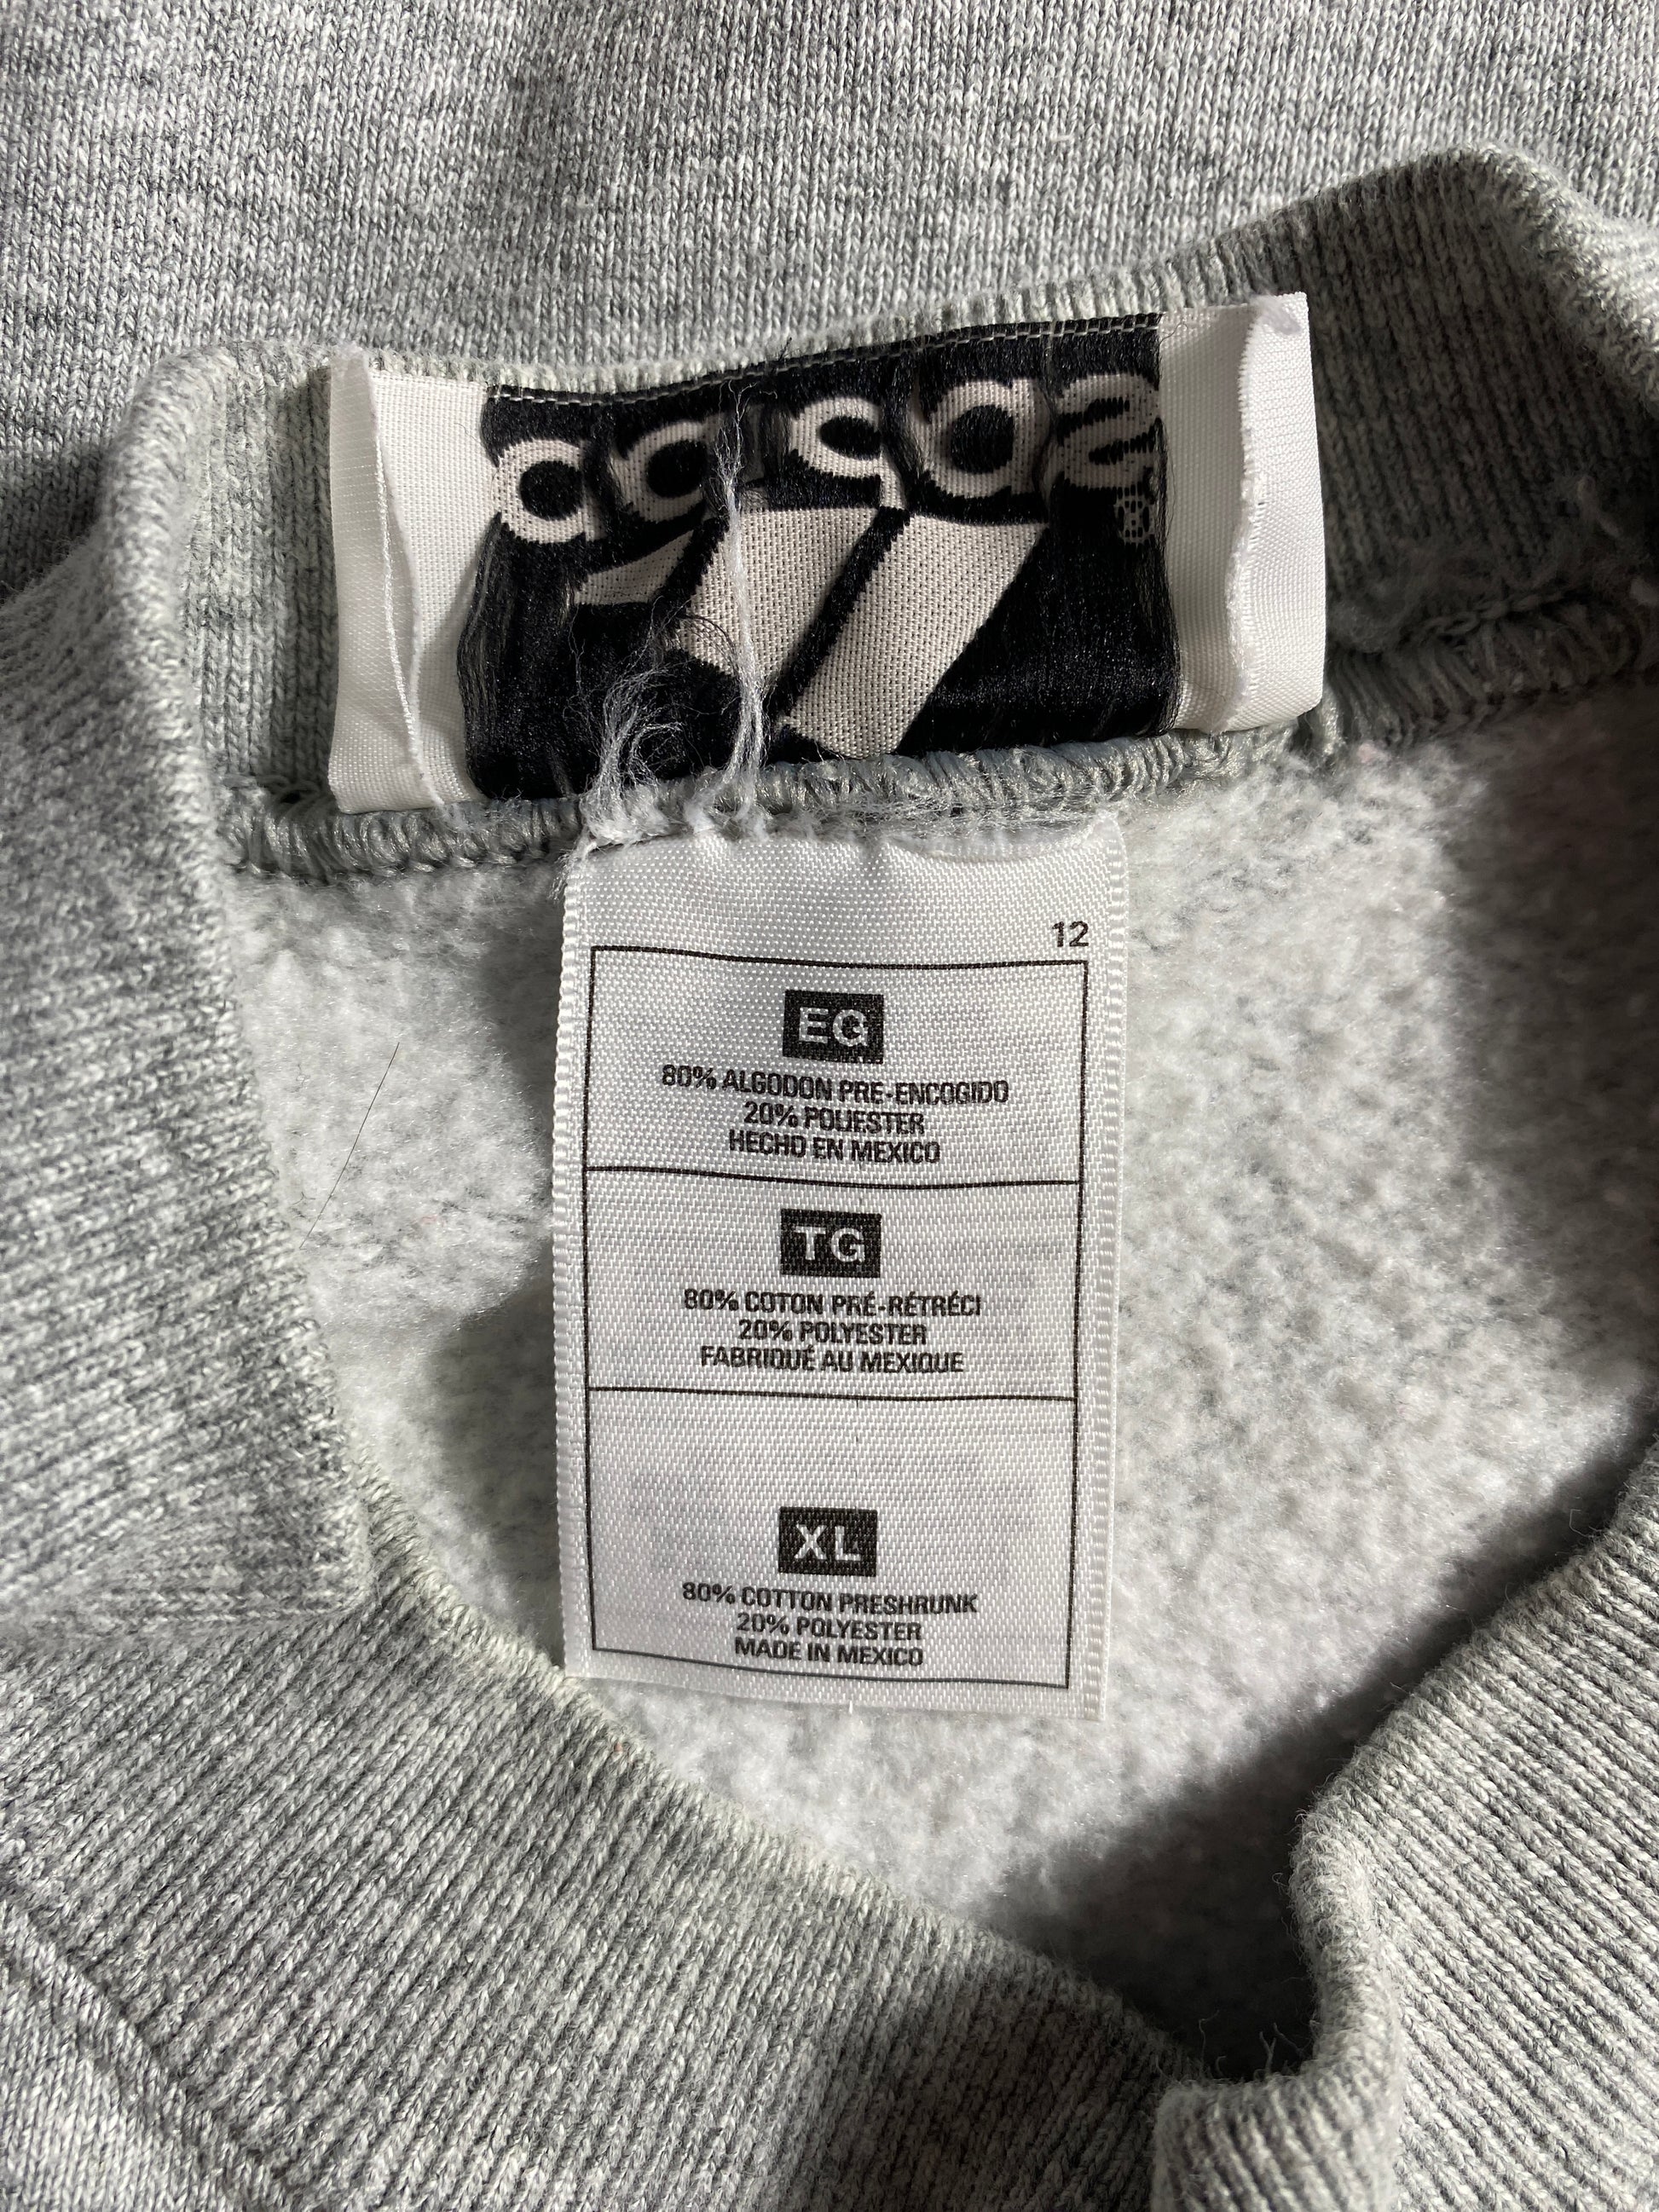 adidas
®
12
EG
80% ALGODON PRE-ENCOGIDO
20% POLIESTER
HECHO EN MEXICO
TG
80% COTON PRÉ-RÉTRÉCI
20% POLYESTER
FABRIQUÉ AU MEXIQUE
XL
80% COTTON PRESHRUNK
20% POLYESTER
MADE IN MEXICO